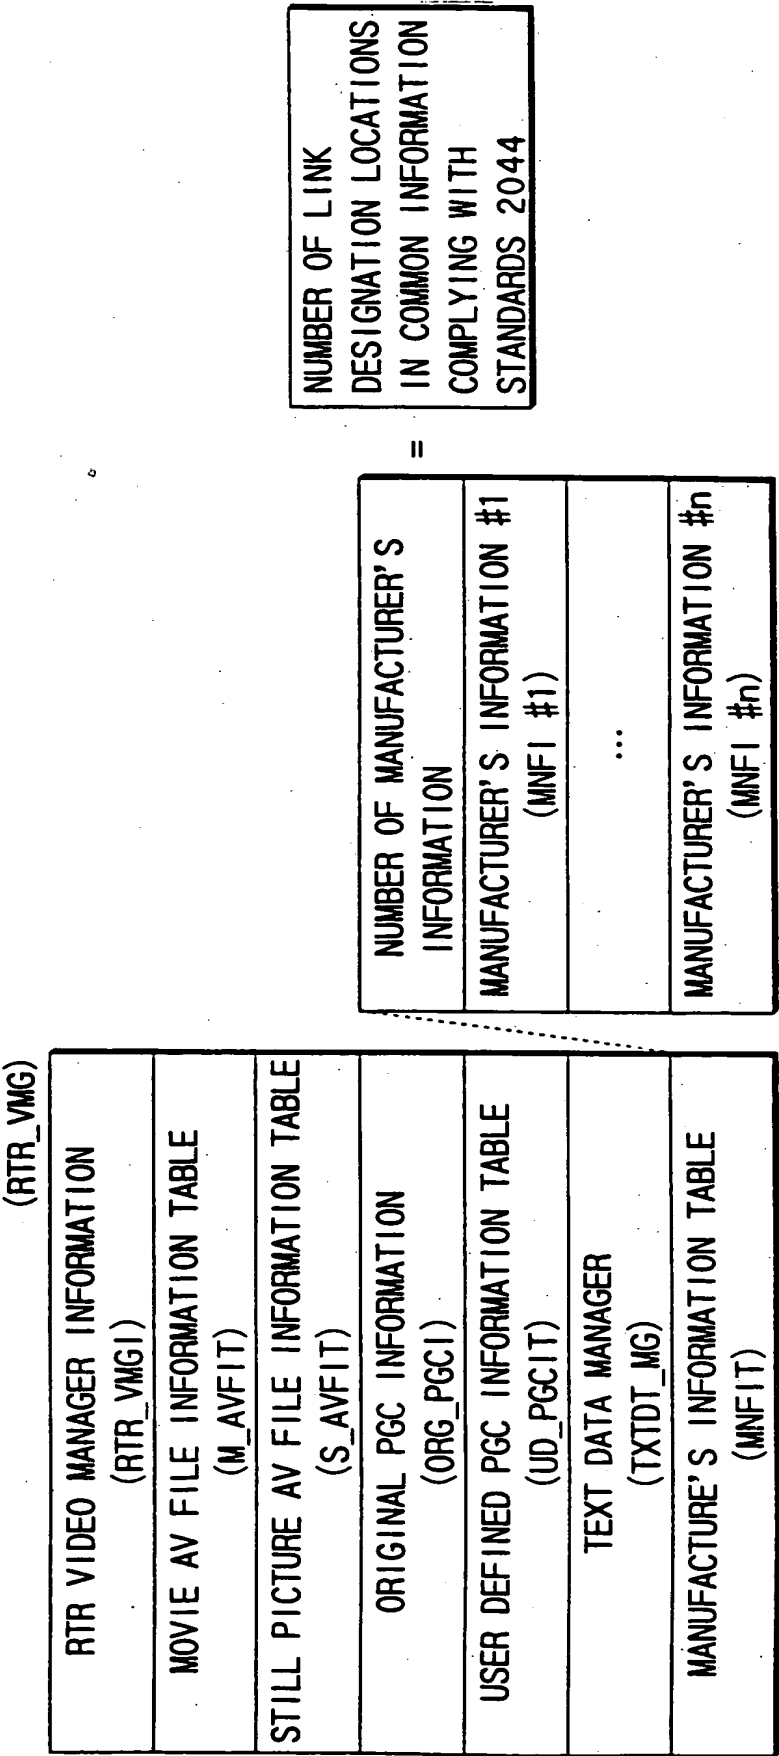 (RTR_VMG)
RTR VIDEO MANAGER INFORMATION
(RTR_VMGI)
MOVIE AV FILE INFORMATION TABLE
(M_AVFIT)
STILL PICTURE AV FILE INFORMATION TABLE
(S_AVFIT)
ORIGINAL PGC INFORMATION
(ORG_PGCI)
USER DEFINED PGC INFORMATION TABLE
(UD_PGCIT)
TEXT DATA MANAGER
(TXTDT_MG)
MANUFACTURE'S INFORMATION TABLE
(MNFIT)
NUMBER OF MANUFACTURER'S
INFORMATION
MANUFACTURER'S INFORMATION #1
(MNFI #1)
...
MANUFACTURER'S INFORMATION #n
(MNFI #n)
=
NUMBER OF LINK
DESIGNATION LOCATIONS
IN COMMON INFORMATION
COMPLYING WITH
STANDARDS 2044